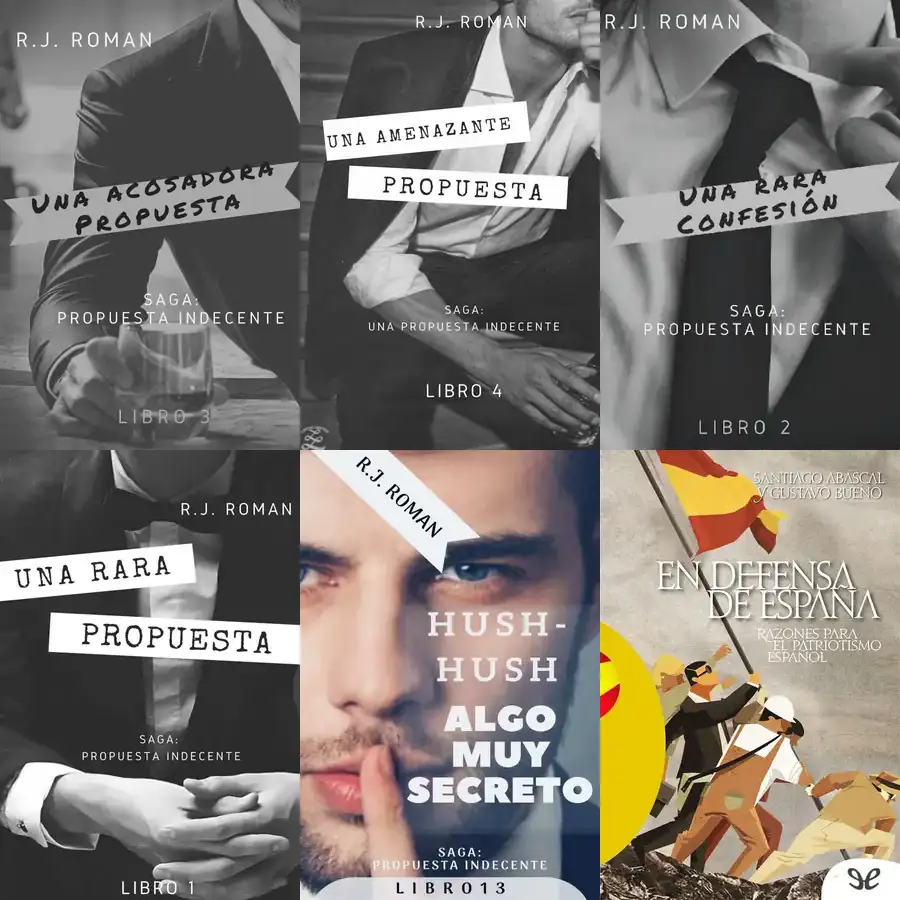 R.J. ROMAN
UNA ACOSADORA
PROPUESTA
SAGA:
PROPUESTA INDECENTE
LIBRO 3
R.J. ROMAN
UNA AMENAZANTE
PROPUESTA
SAGA:
UNA PROPUESTA INDECENTE
LIBRO 4
R.J. ROMAN
UNA RARA
CONFESIÓN
SAGA:
PROPUESTA INDECENTE
LIBRO 2
R.J. ROMAN
UNA RARA
PROPUESTA
SAGA:
PROPUESTA INDECENTE
LIBRO 1
R.J. ROMAN
HUSH-
HUSH
ALGO
MUY
SECRETO
SAGA:
PROPUESTA INDECENTE
LIBRO13
SANTIAGO ABASCAL
Y GUSTAVO BUENO
EN DEFENSA
DE ESPAÑA
RAZONES PARA
EL PATRIOTISMO
ESPAÑOL